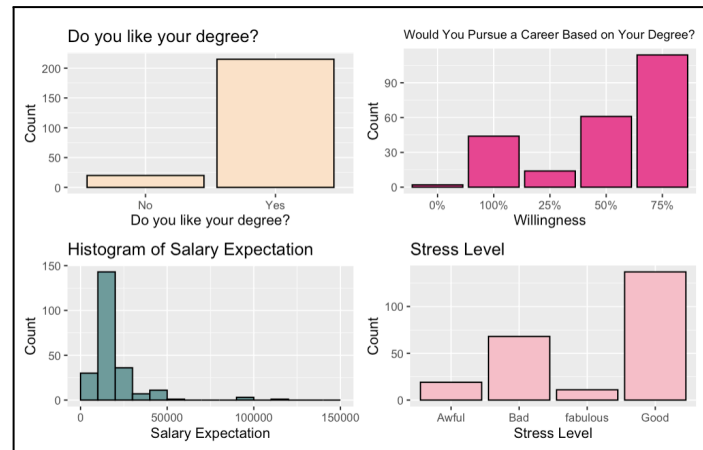 Do you like your degree?
200
150
100
50
0
Count
No Yes
Do you like your degree?
Would You Pursue a Career Based on Your Degree?
90
60
30
0
Count
0% 100% 25% 50% 75%
Willingness
Histogram of Salary Expectation
150
100
50
0
Count
0 50000 100000 150000
Salary Expectation
Stress Level
100
50
0
Count
Awful Bad fabulous Good
Stress Level